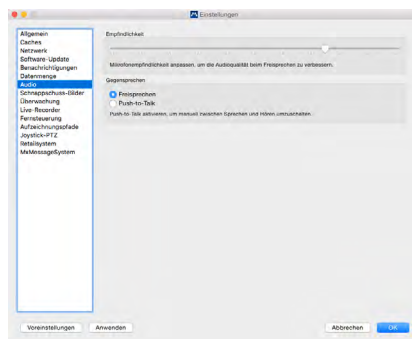 Einstellungen
Allgemein
Caches
Netzwerk
Software-Update
Benachrichtigungen
Datenmenge
Audio
Schnappschuss-Bilder
Überwachung
Live-Recorder
Fernsteuerung
Aufzeichnungspfade
Joystick-PTZ
Retailsystem
MxMessageSystem
Empfindlichkeit
Mikrofonempfindlichkeit anpassen, um die Audioqualität beim Freisprechen zu verbessern.
Gegensprechen
Freisprechen
Push-to-Talk
Push-to-Talk aktivieren, um manuell zwischen Sprechen und Hören umzuschalten.
Voreinstellungen
Anwenden
Abbrechen
OK